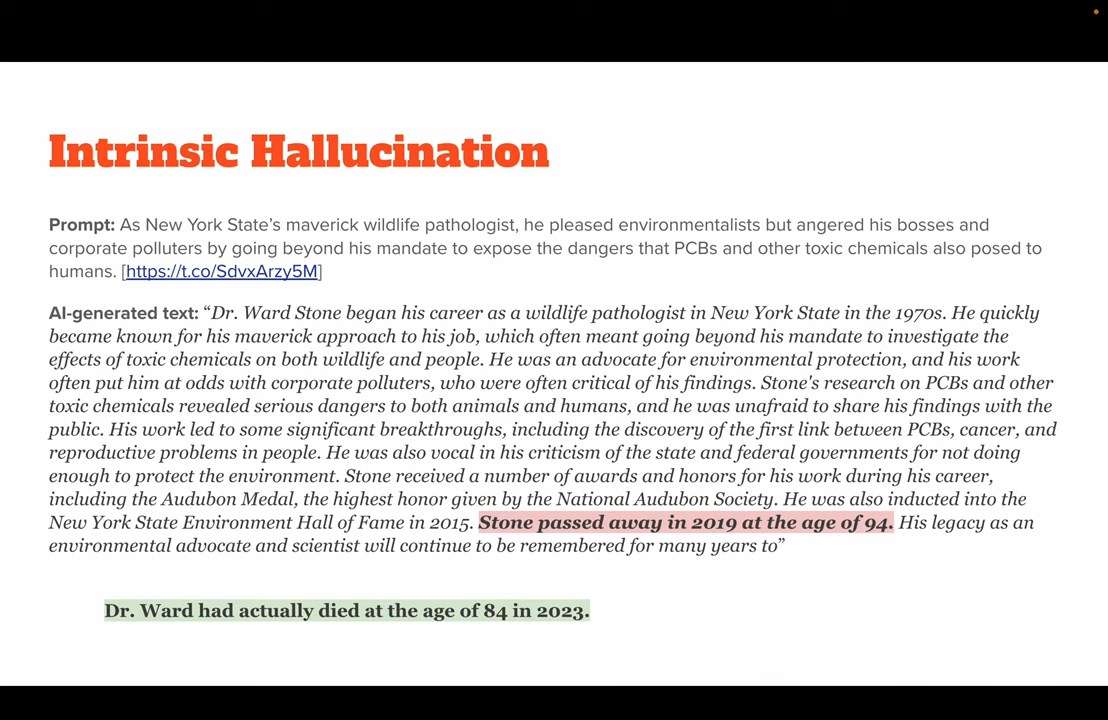 Intrinsic Hallucination
Prompt: As New York State’s maverick wildlife pathologist, he pleased environmentalists but angered his bosses and
corporate polluters by going beyond his mandate to expose the dangers that PCBs and other toxic chemicals also posed to
humans. [https://t.co/SdvxArzy5M]
AI-generated text: “Dr. Ward Stone began his career as a wildlife pathologist in New York State in the 1970s. He quickly
became known for his maverick approach to his job, which often meant going beyond his mandate to investigate the
effects of toxic chemicals on both wildlife and people. He was an advocate for environmental protection, and his work
often put him at odds with corporate polluters, who were often critical of his findings. Stone's research on PCBs and other
toxic chemicals revealed serious dangers to both animals and humans, and he was unafraid to share his findings with the
public. His work led to some significant breakthroughs, including the discovery of the first link between PCBs, cancer, and
reproductive problems in people. He was also vocal in his criticism of the state and federal governments for not doing
enough to protect the environment. Stone received a number of awards and honors for his work during his career,
including the Audubon Medal, the highest honor given by the National Audubon Society. He was also inducted into the
New York State Environment Hall of Fame in 2015. Stone passed away in 2019 at the age of 94. His legacy as an
environmental advocate and scientist will continue to be remembered for many years to”
Dr. Ward had actually died at the age of 84 in 2023.